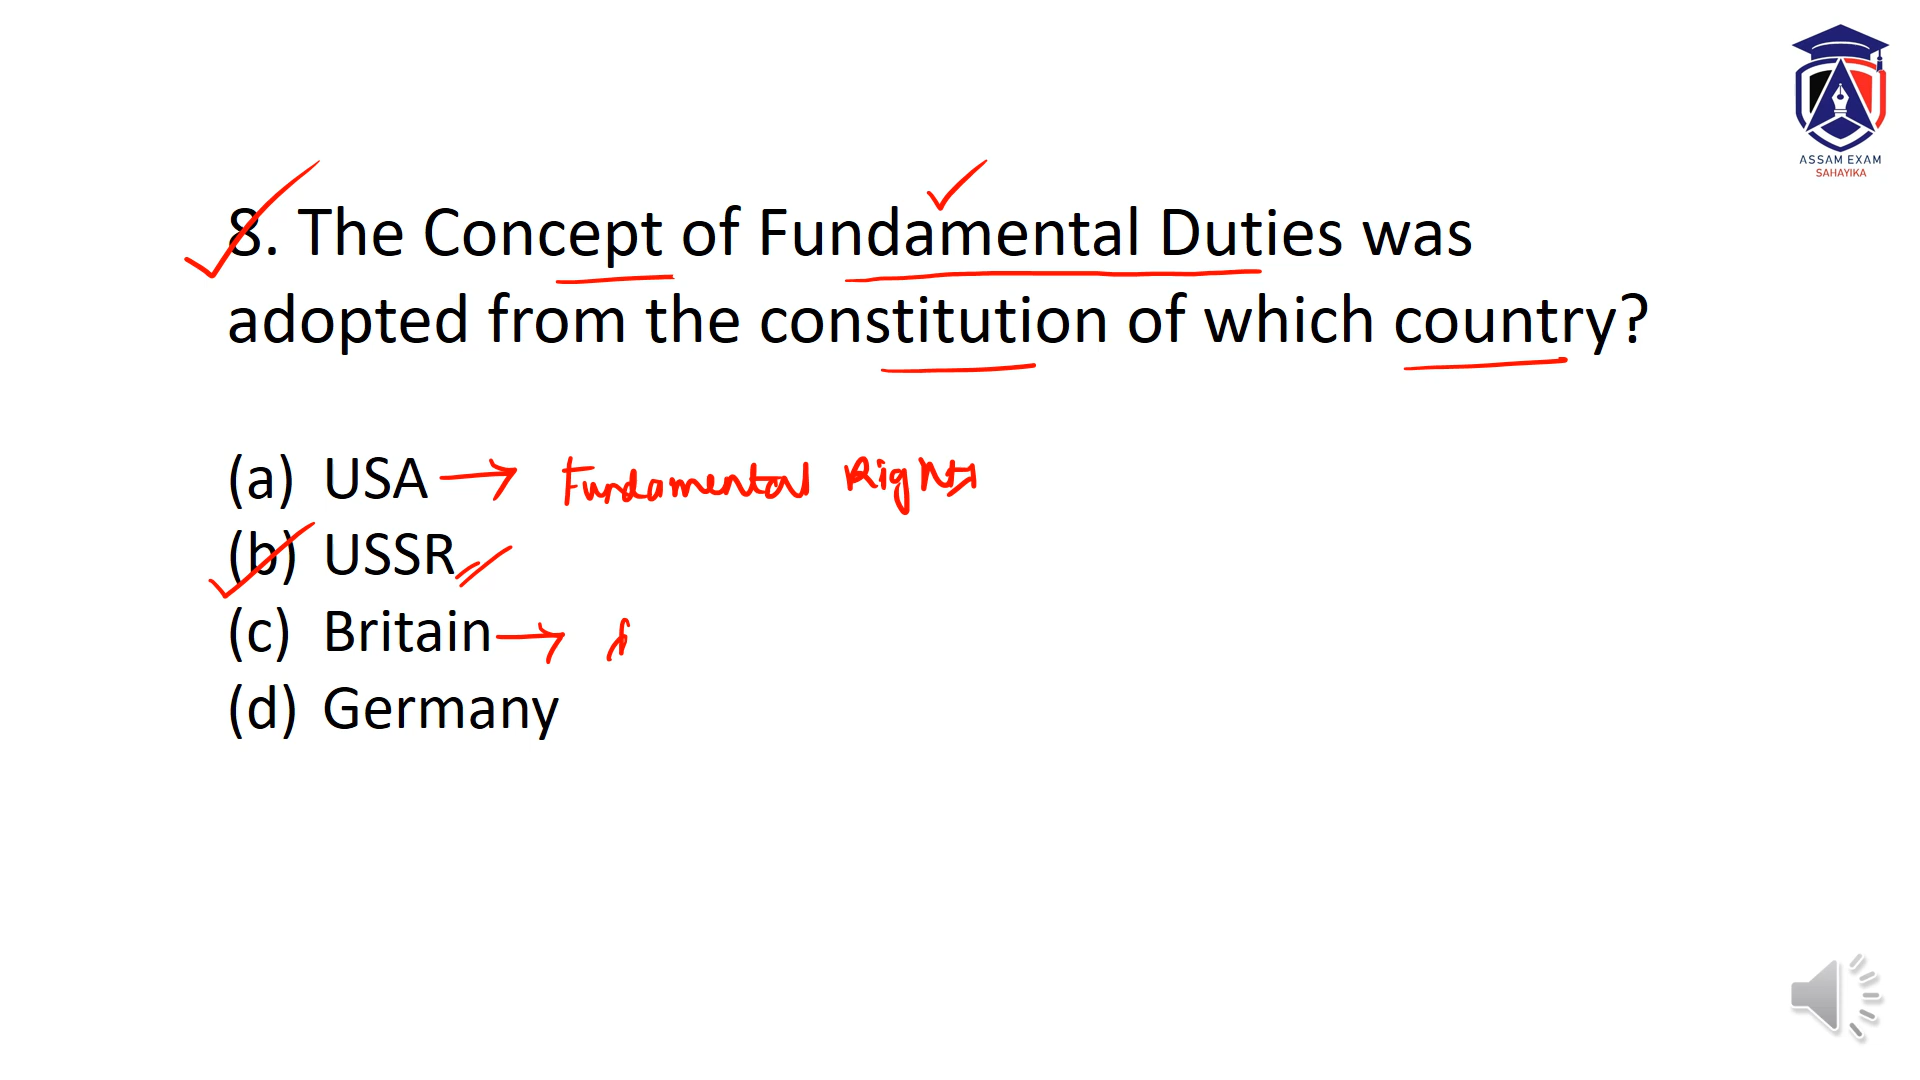 ASSAM EXAM
SAHAYIKA
8. The Concept of Fundamental Duties was
adopted from the constitution of which country?
(a) USA → Fundamental Rights
(b) USSR
(c) Britain →
(d) Germany